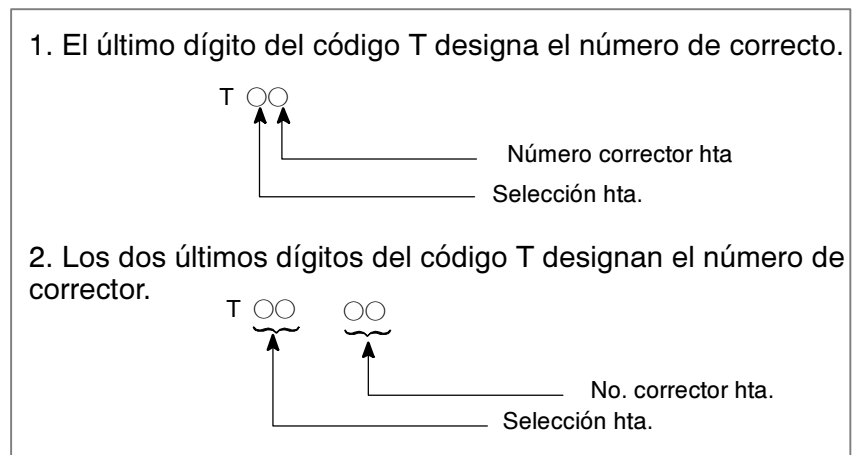 1. El último dígito del código T designa el número de correcto.
T ○○
Número corrector hta
Selección hta.
2. Los dos últimos dígitos del código T designan el número de
corrector.
T ○○ ○○
No. corrector hta.
Selección hta.